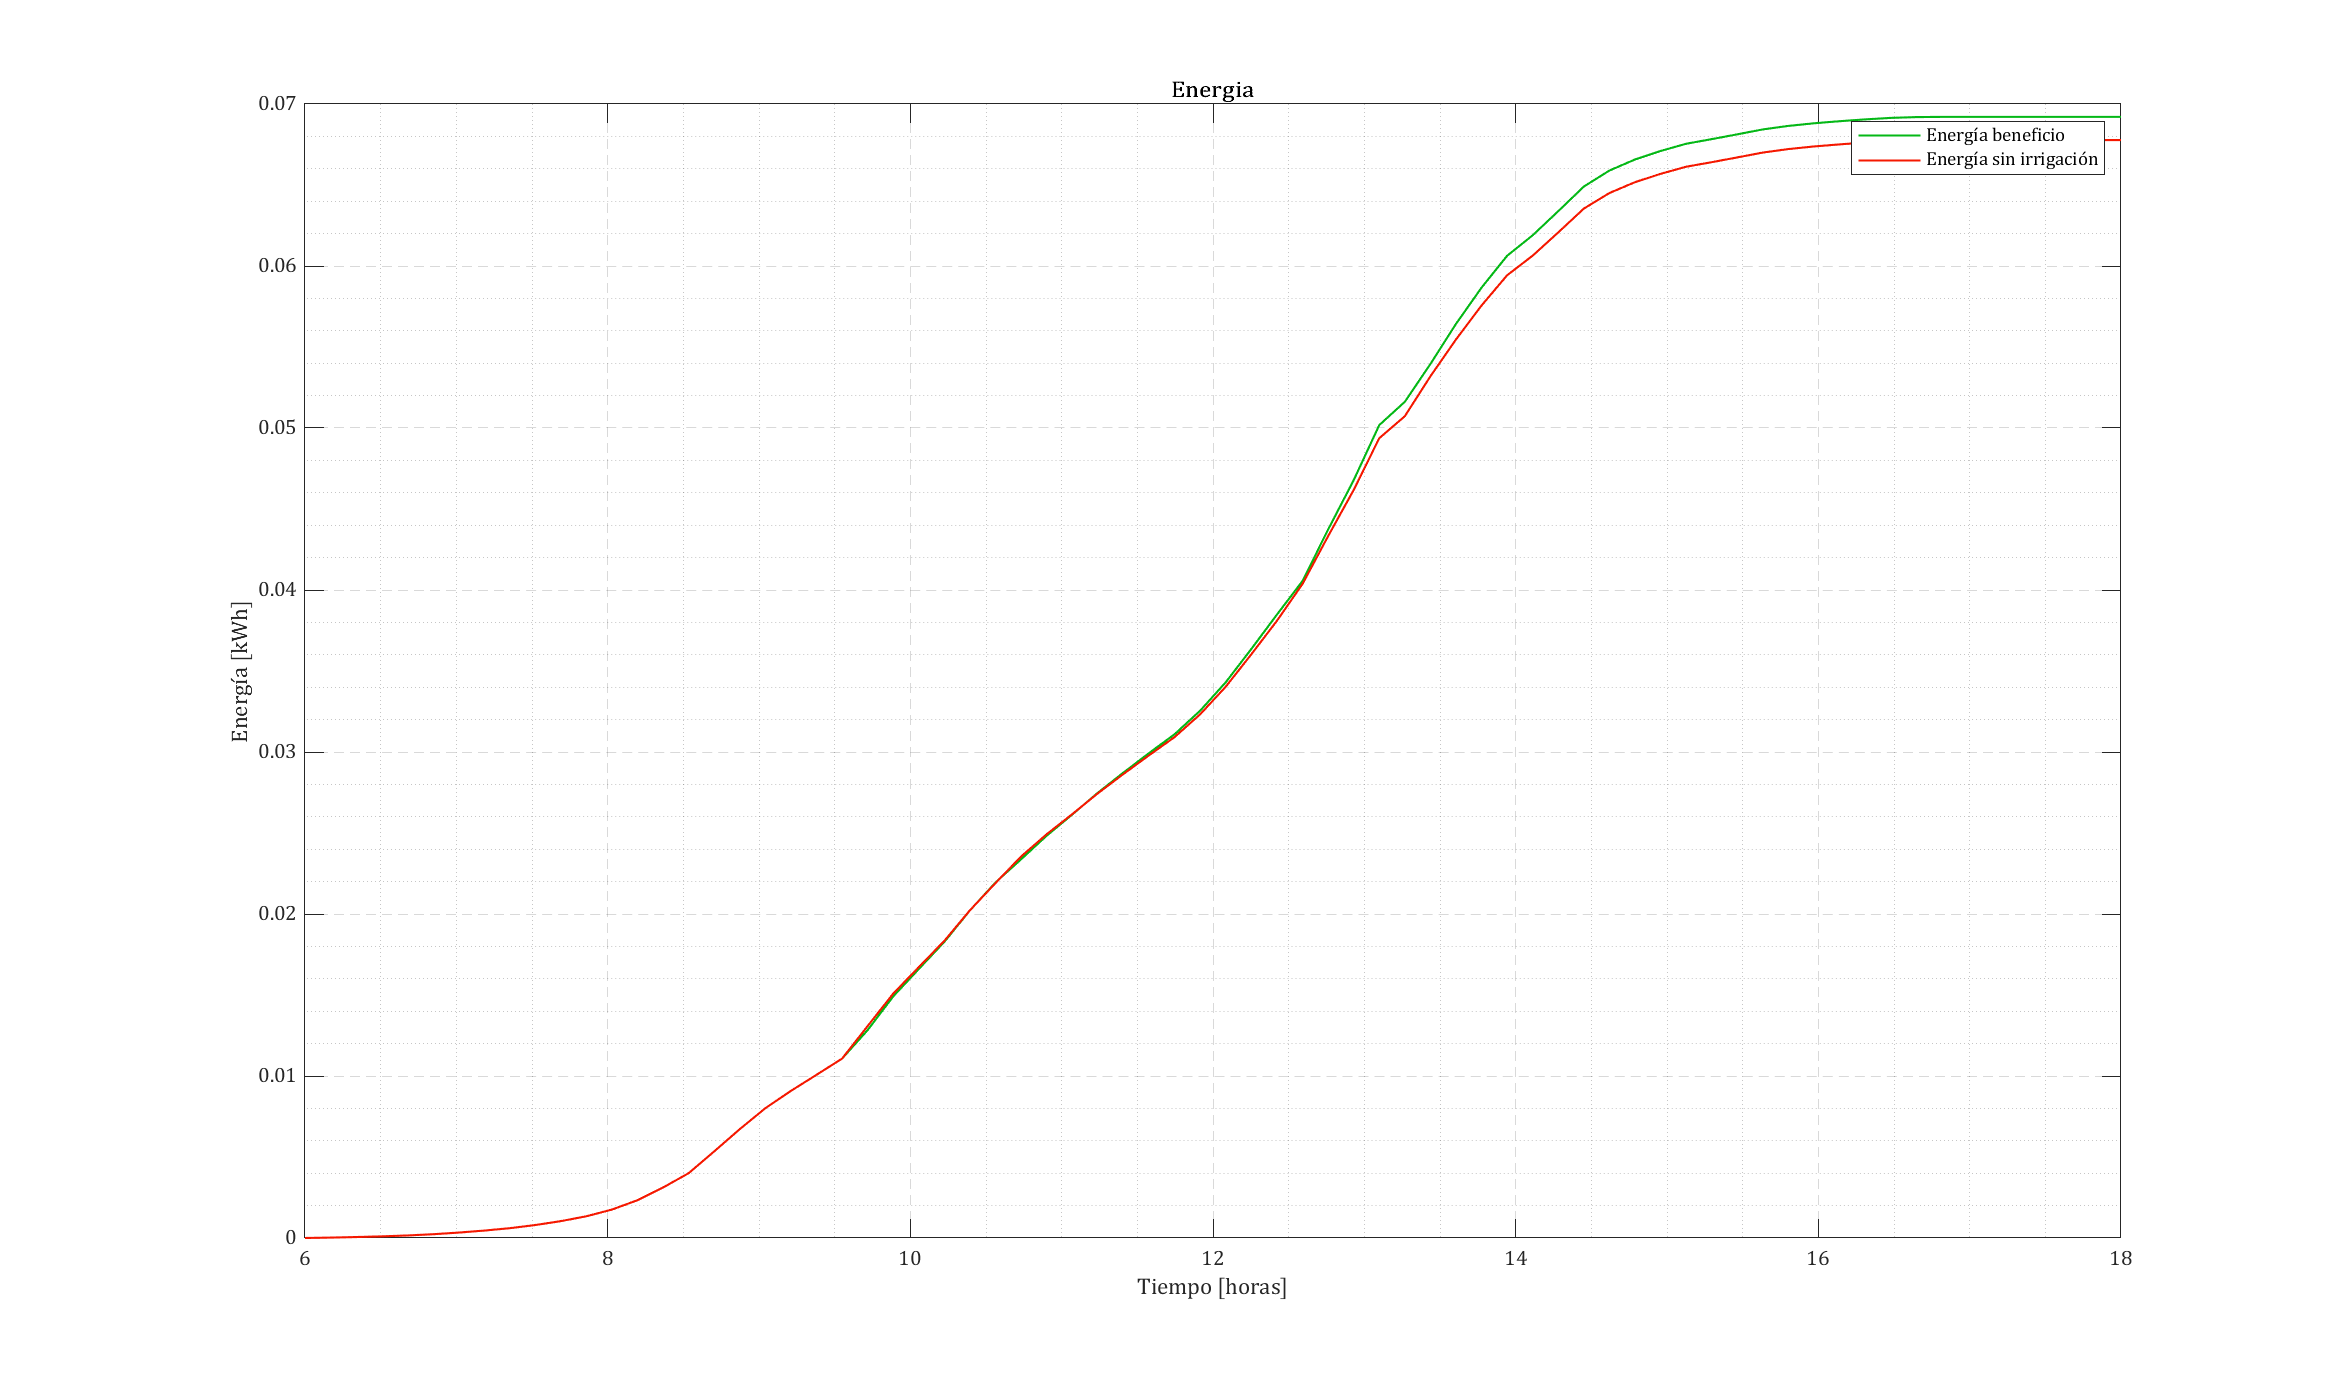 Energia
0.07
0.06
0.05
0.04
0.03
0.02
0.01
0
Energía [kWh]
Energía beneficio
Energía sin irrigación
6 8 10 12 14 16 18
Tiempo [horas]